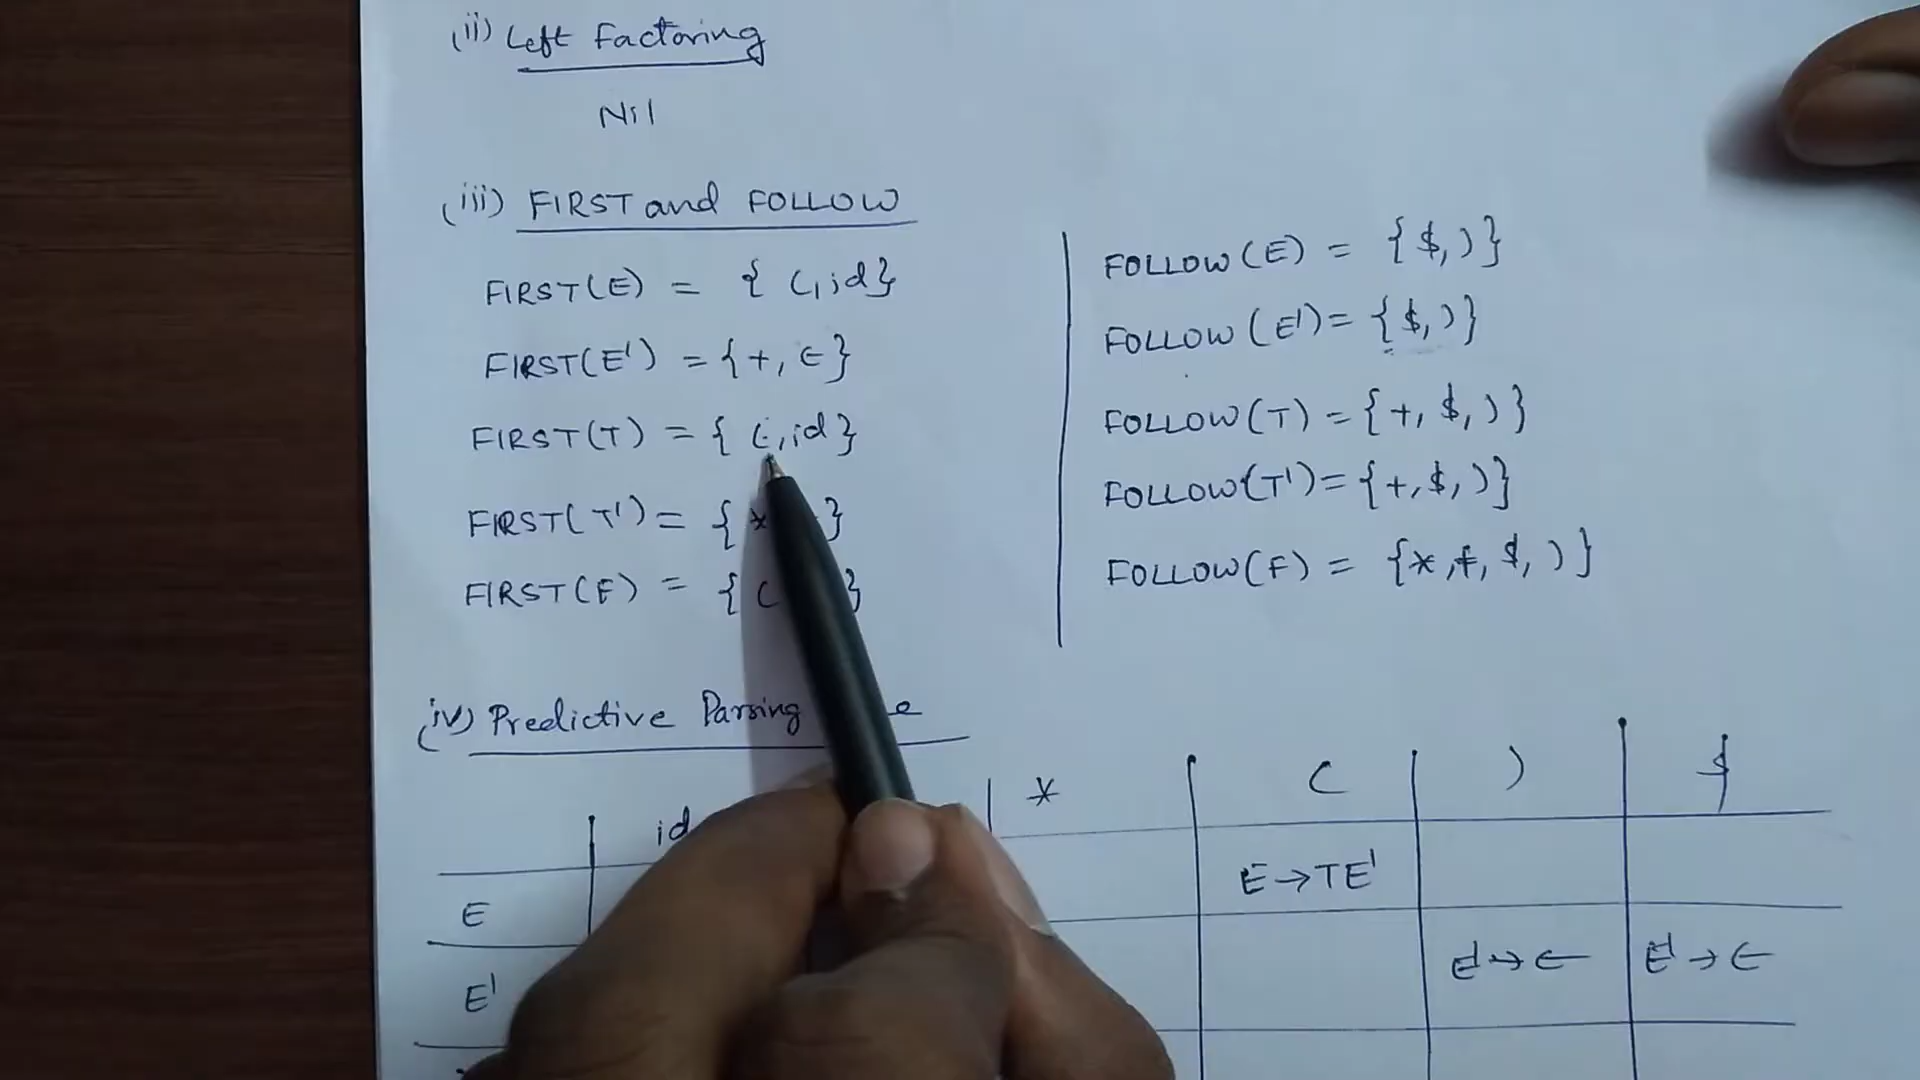 (ii) Left Factoring
Nil
(iii) FIRST and FOLLOW
FIRST(E) = { (, id}
FIRST(E') = {+, ∈}
FIRST(T) = { (, id}
FIRST(T') = { * }
FIRST(F) = { ( }
FOLLOW(E) = {$, )}
FOLLOW(E') = {$, )}
FOLLOW(T) = {+, $, )}
FOLLOW(T') = {+, $, )}
FOLLOW(F) = {*, +, $, )}
(iv) Predictive Parsing
id * ( ) $
E E→TE'
E' E'→∈ E'→∈